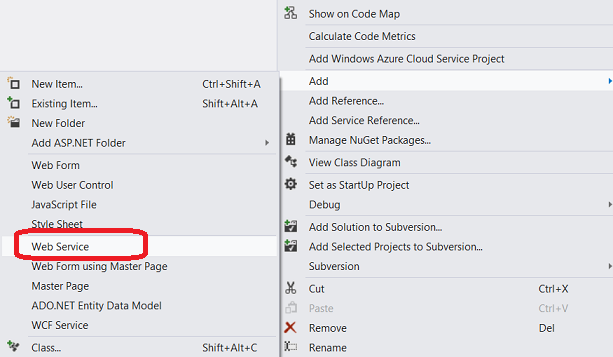 Show on Code Map
Calculate Code Metrics
Add Windows Azure Cloud Service Project
Add
Add Reference...
Add Service Reference...
Manage NuGet Packages...
View Class Diagram
Set as StartUp Project
Debug
Add Solution to Subversion...
Add Selected Projects to Subversion...
Subversion
Cut Ctrl+X
Paste Ctrl+V
Remove Del
Rename
New Item... Ctrl+Shift+A
Existing Item... Shift+Alt+A
New Folder
Add ASP.NET Folder
Web Form
Web User Control
JavaScript File
Style Sheet
Web Service
Web Form using Master Page
Master Page
ADO.NET Entity Data Model
WCF Service
Class... Shift+Alt+C